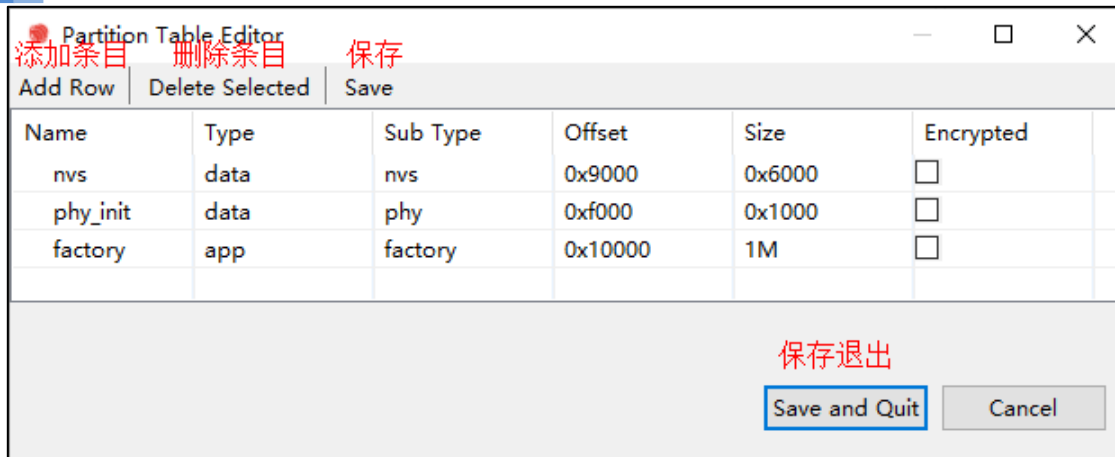 Partition Table Editor
添加条目 删除条目 保存
Add Row Delete Selected Save
Name Type Sub Type Offset Size Encrypted
nvs data nvs 0x9000 0x6000
phy_init data phy 0xf000 0x1000
factory app factory 0x10000 1M
保存退出
Save and Quit Cancel